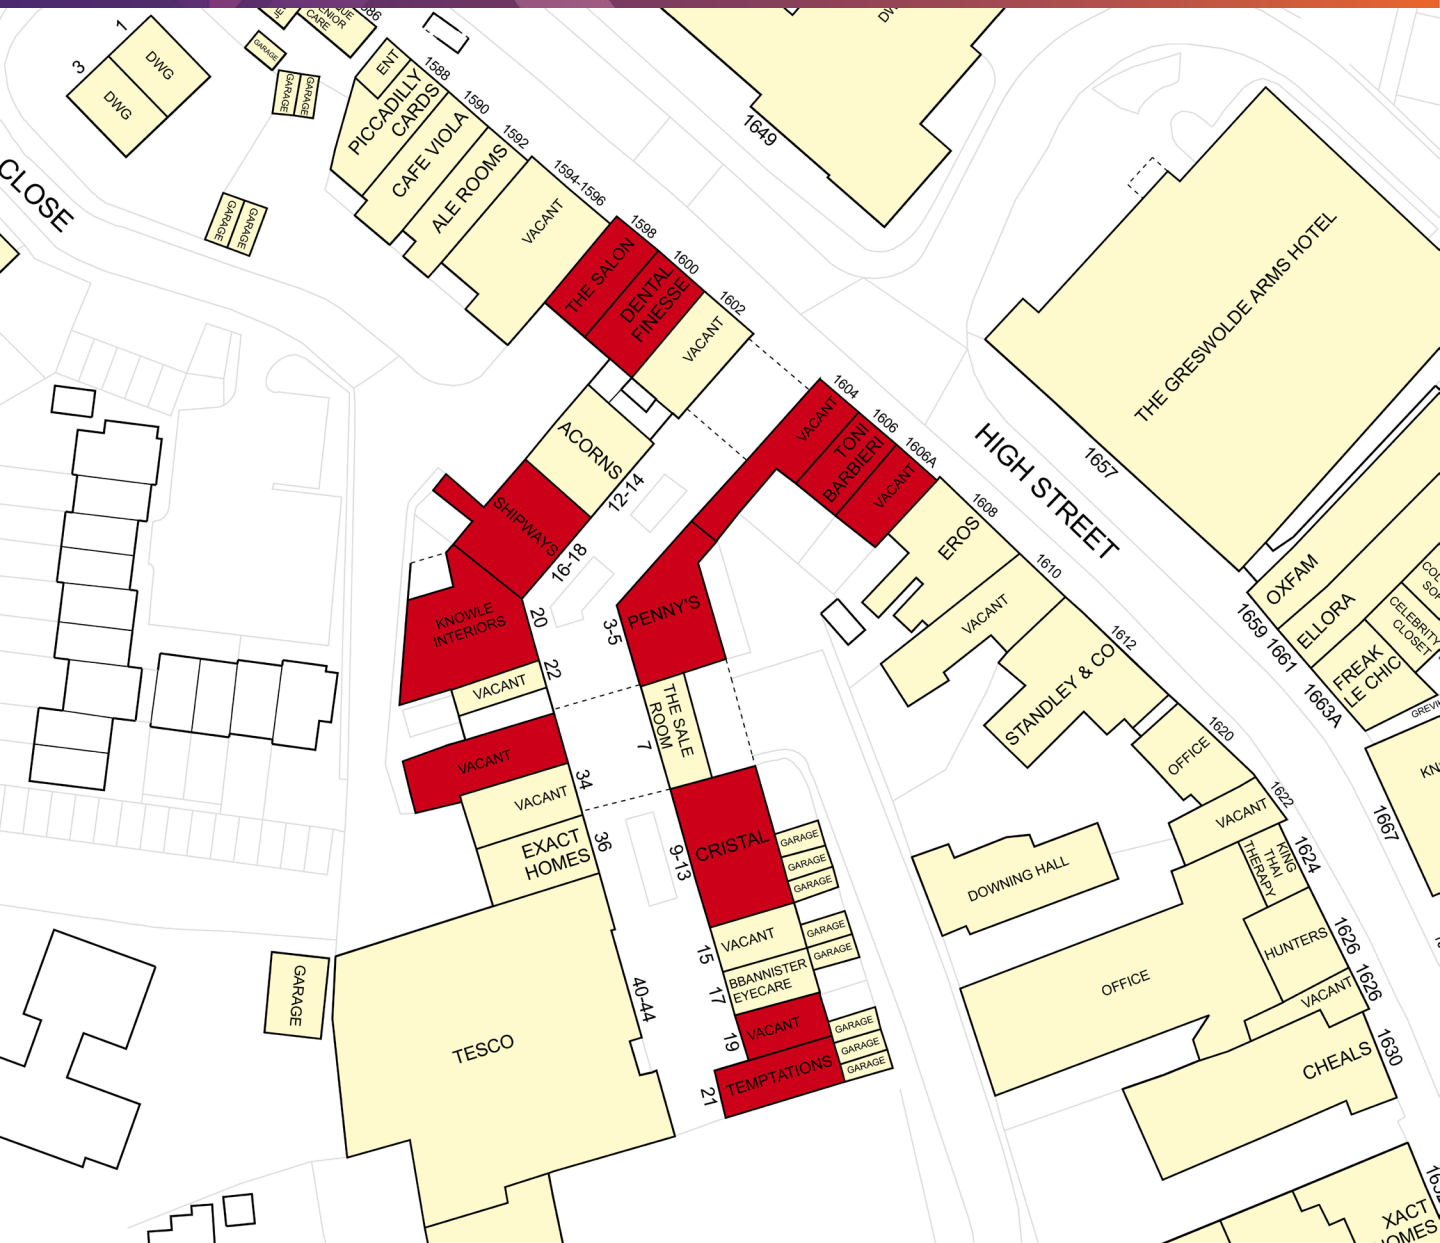 1
3
DWG
DWG
CLOSE
GARAGE
GARAGE
GARAGE
GARAGE
GARAGE
SENIOR
CARE
ENT
1588
PICCADILLY
CARDS
1590
CAFE VIOLA
1592
ALE ROOMS
1594-1596
VACANT
1598
THE SALON
1600
DENTAL
FINESSE
1602
VACANT
1649
1604
VACANT
1606
TONI
BARBIERI
1606A
VACANT
HIGH STREET
1608
EROS
1610
VACANT
1612
STANDLEY & CO
1620
OFFICE
1622
VACANT
1624
KING
THAI
THERAPY
1626
HUNTERS
1626
VACANT
1630
CHEALS
OFFICE
DOWNING HALL
THE GRESWOLDE ARMS HOTEL
1657
OXFAM
1659
ELLORA
1661
CELEBRITY
CLOSET
FREAK
LE CHIC
1663A
1667
ACORNS
12-14
SHIPWAYS
16-18
KNOWLE
INTERIORS
20
VACANT
22
VACANT
34
VACANT
36
EXACT
HOMES
40-44
TESCO
GARAGE
3-5
PENNY'S
7
THE SALE
ROOM
9-13
CRISTAL
GARAGE
GARAGE
GARAGE
15
VACANT
GARAGE
GARAGE
17
BBANNISTER
EYECARE
19
VACANT
GARAGE
GARAGE
GARAGE
21
TEMPTATIONS
XACT
HOMES